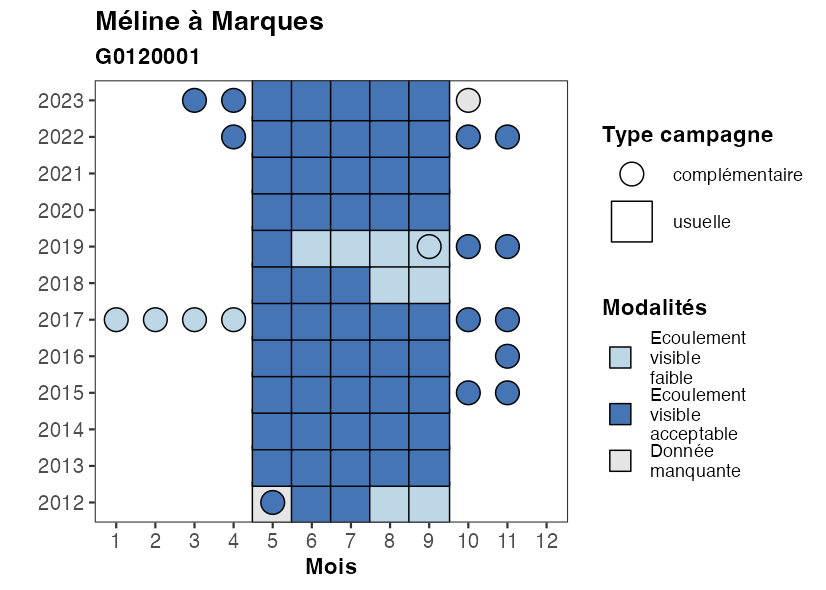 Méline à Marques
G0120001
2023
2022
2021
2020
2019
2018
2017
2016
2015
2014
2013
2012
1 2 3 4 5 6 7 8 9 10 11 12
Mois
Type campagne
complémentaire
usuelle
Modalités
Ecoulement
visible
faible
Ecoulement
visible
acceptable
Donnée
manquante